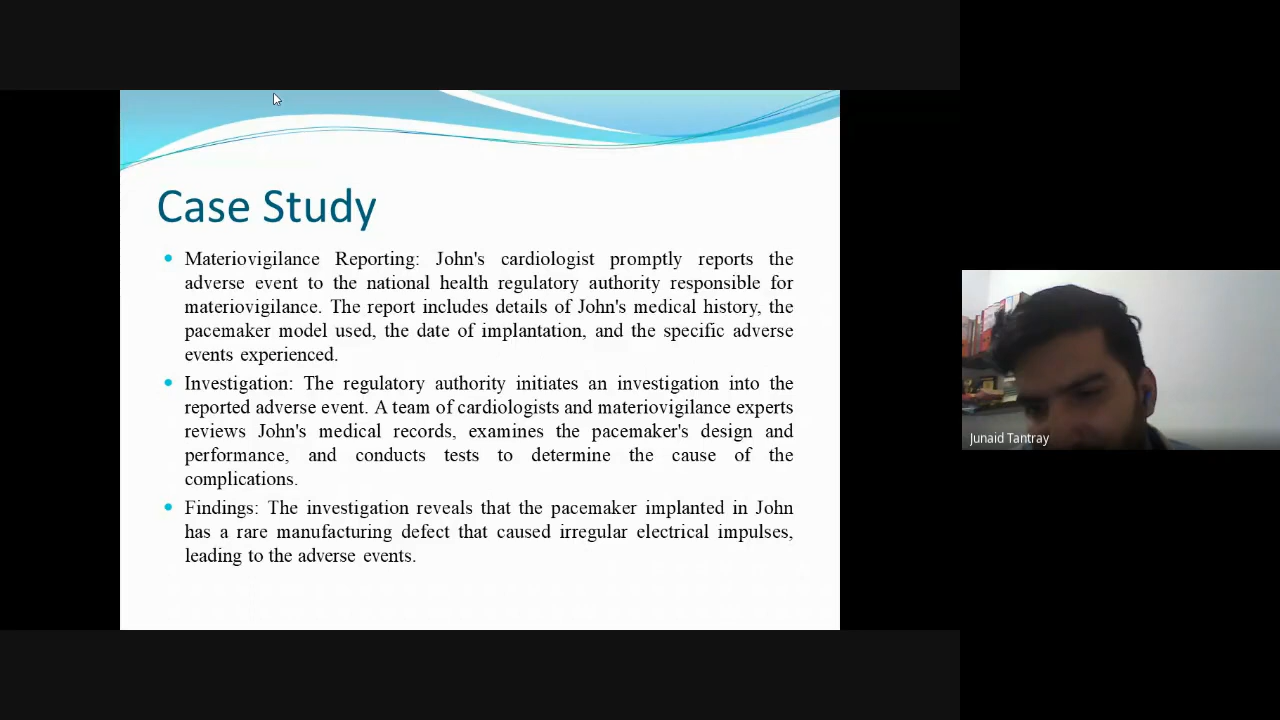 Case Study
Materiovigilance Reporting: John's cardiologist promptly reports the
adverse event to the national health regulatory authority responsible for
materiovigilance. The report includes details of John's medical history, the
pacemaker model used, the date of implantation, and the specific adverse
events experienced.
Investigation: The regulatory authority initiates an investigation into the
reported adverse event. A team of cardiologists and materiovigilance experts
reviews John's medical records, examines the pacemaker's design and
performance, and conducts tests to determine the cause of the
complications.
Findings: The investigation reveals that the pacemaker implanted in John
has a rare manufacturing defect that caused irregular electrical impulses,
leading to the adverse events.
Junaid Tantray